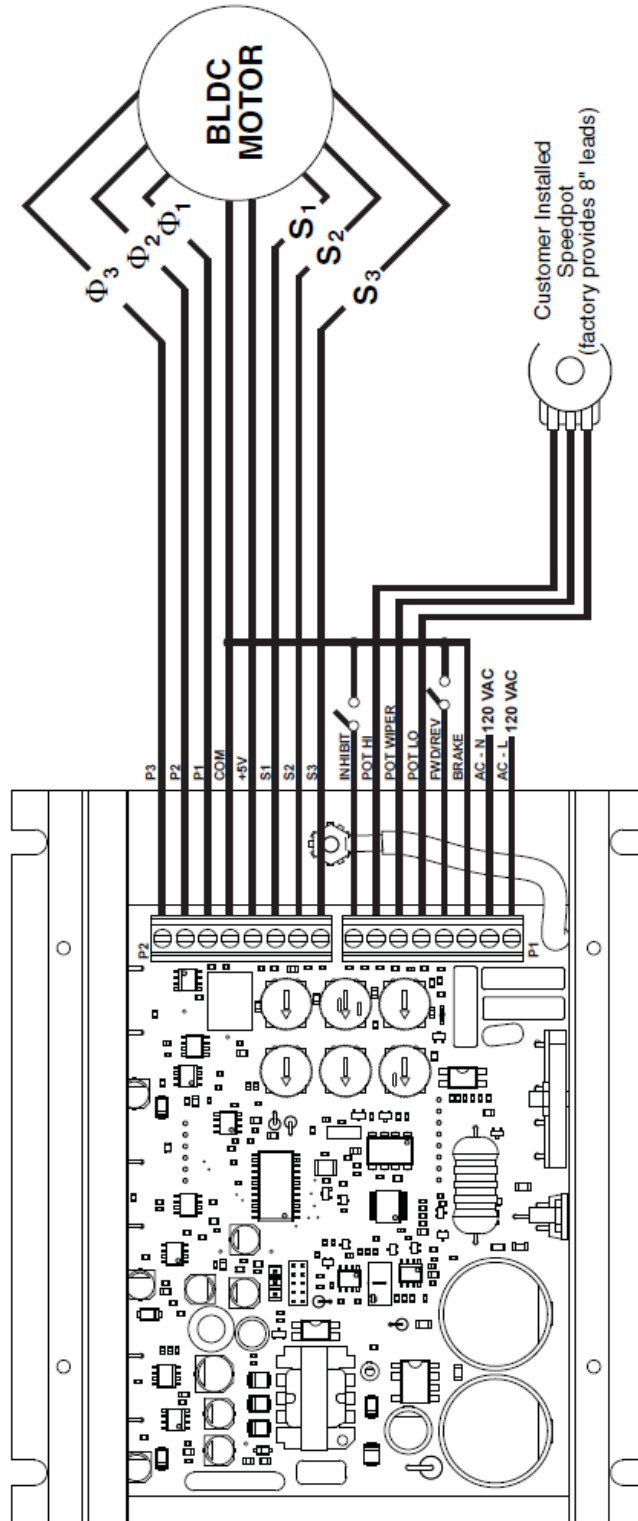 BLDC
MOTOR
Φ3
Φ2
Φ1
S1
S2
S3
Customer Installed
Speedpot
(factory provides 8" leads)
P3
P2
P1
COM
+5V
S1
S2
S3
INHIBIT
POT HI
POT WIPER
POT LO
FWD/REV
BRAKE
AC - N 120 VAC
AC - L 120 VAC
P2
P1